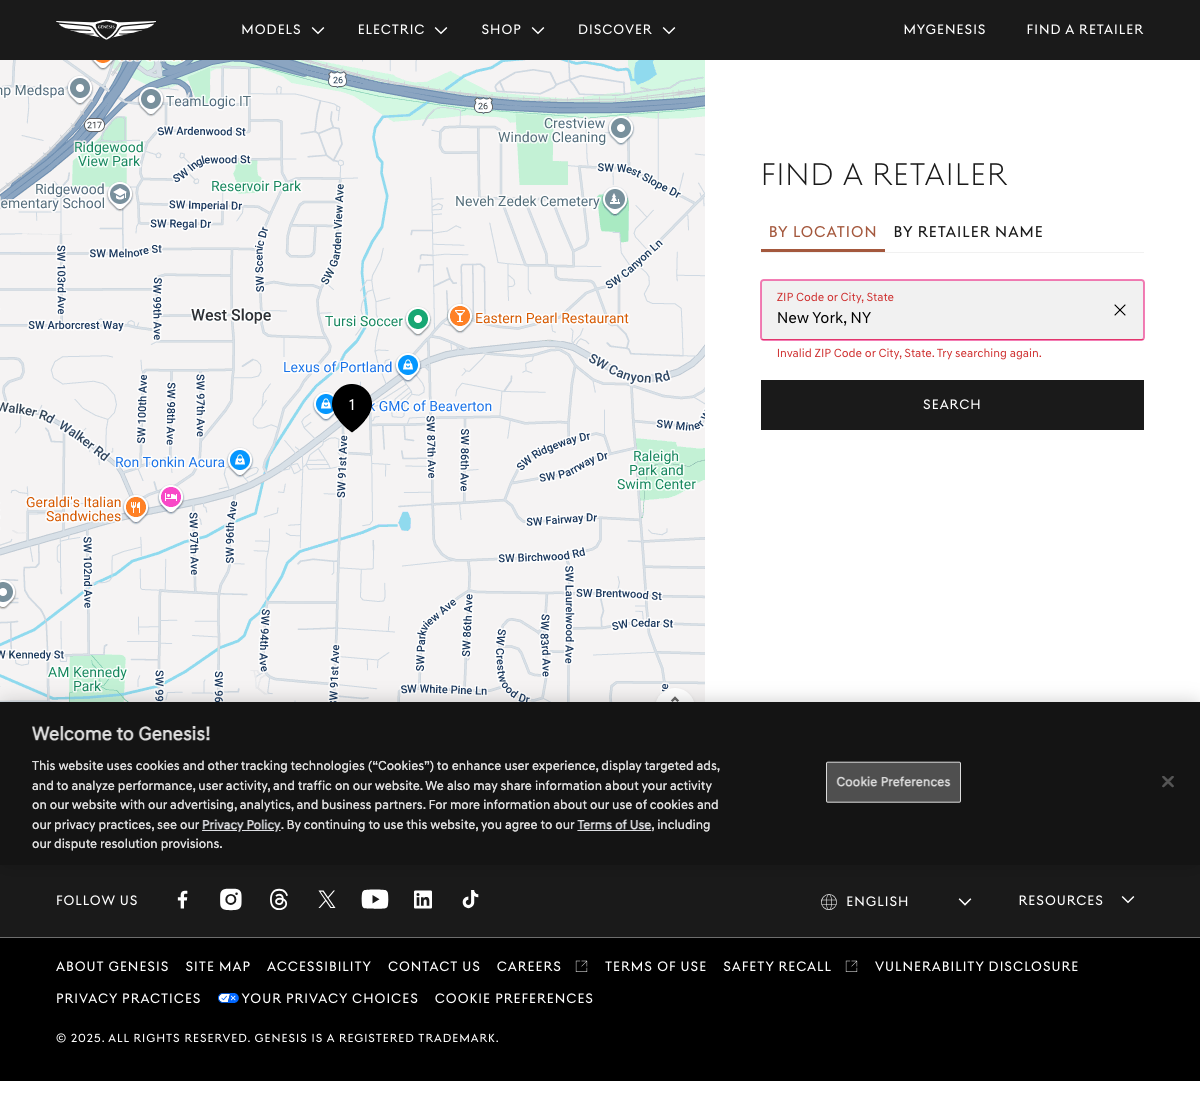 GENESIS
MODELS
ELECTRIC
SHOP
DISCOVER
MYGENESIS
FIND A RETAILER
26
26
mp Medspa
TeamLogic IT
217
SW Ardenwood St
Crestview
Window Cleaning
Ridgewood
View Park
SW Inglewood St
SW West Slope Dr
Reservoir Park
Ridgewood
ementary School
SW Imperial Dr
SW Regal Dr
Neveh Zedek Cemetery
SW Garden View Ave
SW Melnore St
SW Scenic Dr
SW Canyon Ln
SW 103rd Ave
SW 99th Ave
SW Arborcrest Way
West Slope
Tursi Soccer
Eastern Pearl Restaurant
Lexus of Portland
SW Canyon Rd
1
k GMC of Beaverton
Walker Rd
SW Walker Rd
SW 100th Ave
SW 98th Ave
SW 97th Ave
SW 87th Ave
SW 86th Ave
SW Miner
SW Ridgeway Dr
SW Parrway Dr
Raleigh
Park and
Swim Center
Ron Tonkin Acura
SW 91st Ave
Geraldi's Italian
Sandwiches
SW 97th Ave
SW 96th Ave
SW Fairway Dr
SW 102nd Ave
SW Birchwood Rd
SW Laurelwood Ave
SW Brentwood St
SW Parkview Ave
SW 88th Ave
SW 83rd Ave
SW Cedar St
SW 94th Ave
SW Crestwood Dr
W Kennedy St
AM Kennedy
Park
SW 99
SW 96
SW 91st Ave
SW White Pine Ln
FIND A RETAILER
BY LOCATION
BY RETAILER NAME
ZIP Code or City, State
New York, NY
Invalid ZIP Code or City, State. Try searching again.
SEARCH
Welcome to Genesis!
This website uses cookies and other tracking technologies (“Cookies”) to enhance user experience, display targeted ads,
and to analyze performance, user activity, and traffic on our website. We also may share information about your activity
on our website with our advertising, analytics, and business partners. For more information about our use of cookies and
our privacy practices, see our Privacy Policy. By continuing to use this website, you agree to our Terms of Use, including
our dispute resolution provisions.
Cookie Preferences
FOLLOW US
ENGLISH
RESOURCES
ABOUT GENESIS
SITE MAP
ACCESSIBILITY
CONTACT US
CAREERS
TERMS OF USE
SAFETY RECALL
VULNERABILITY DISCLOSURE
PRIVACY PRACTICES
YOUR PRIVACY CHOICES
COOKIE PREFERENCES
© 2025. ALL RIGHTS RESERVED. GENESIS IS A REGISTERED TRADEMARK.